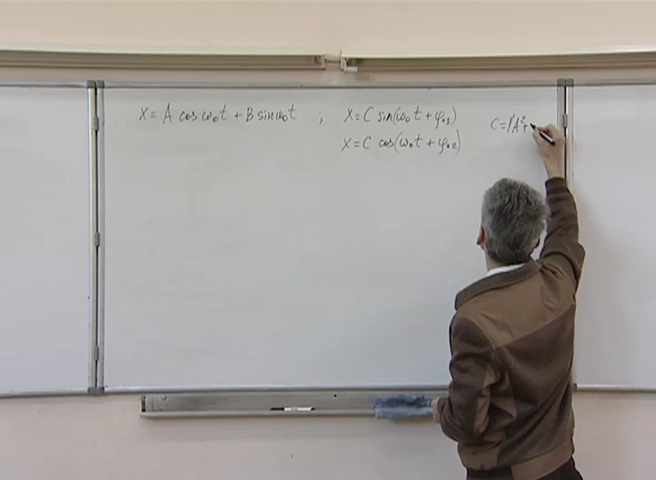 X = A cos ω₀t + B sin ω₀t ; X = C sin(ω₀t + φ₀₁) C = √A² +
X = C cos(ω₀t + φ₀₂)